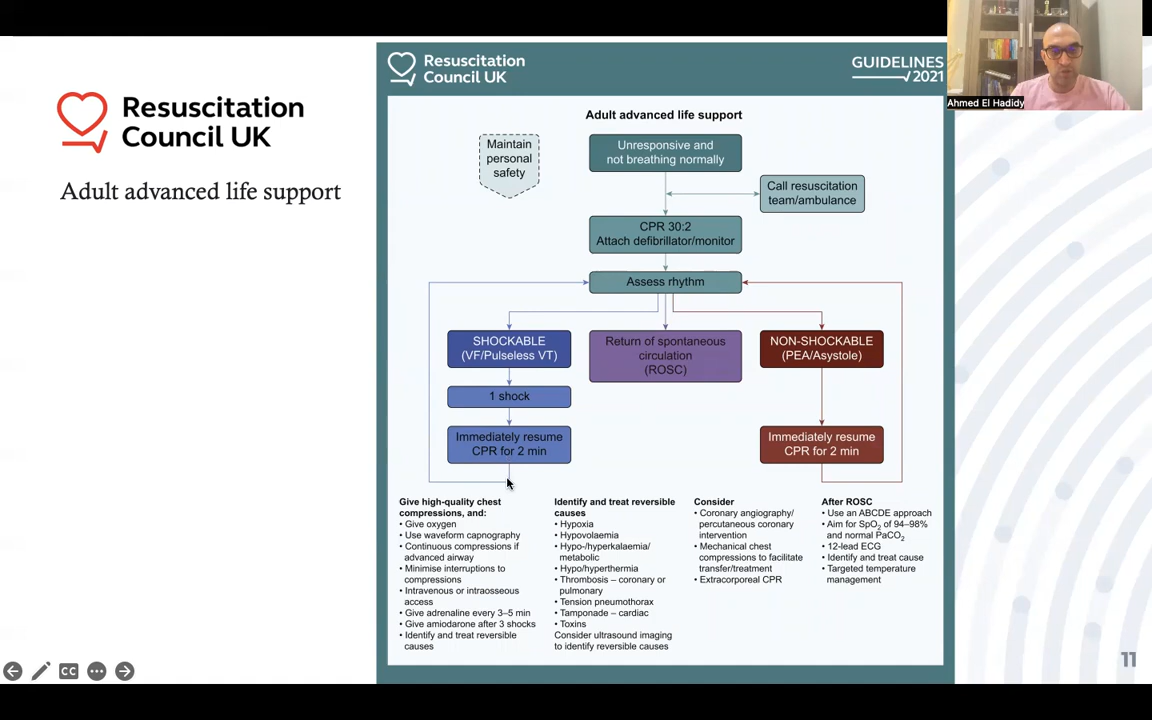 Resuscitation
Council UK
Adult advanced life support
Resuscitation
Council UK
GUIDELINES
2021
Ahmed El Hadidy
Adult advanced life support
Maintain
personal
safety
Unresponsive and
not breathing normally
Call resuscitation
team/ambulance
CPR 30:2
Attach defibrillator/monitor
Assess rhythm
SHOCKABLE
(VF/Pulseless VT)
Return of spontaneous
circulation
(ROSC)
NON-SHOCKABLE
(PEA/Asystole)
1 shock
Immediately resume
CPR for 2 min
Immediately resume
CPR for 2 min
Give high-quality chest
compressions, and:
• Give oxygen
• Use waveform capnography
• Continuous compressions if
advanced airway
• Minimise interruptions to
compressions
• Intravenous or intraosseous
access
• Give adrenaline every 3–5 min
• Give amiodarone after 3 shocks
• Identify and treat reversible
causes
Identify and treat reversible
causes
• Hypoxia
• Hypovolaemia
• Hypo-/hyperkalaemia/
metabolic
• Hypo/hyperthermia
• Thrombosis – coronary or
pulmonary
• Tension pneumothorax
• Tamponade – cardiac
• Toxins
Consider ultrasound imaging
to identify reversible causes
Consider
• Coronary angiography/
percutaneous coronary
intervention
• Mechanical chest
compressions to facilitate
transfer/treatment
• Extracorporeal CPR
After ROSC
• Use an ABCDE approach
• Aim for SpO₂ of 94–98%
and normal PaCO₂
• 12-lead ECG
• Identify and treat cause
• Targeted temperature
management
CC
11